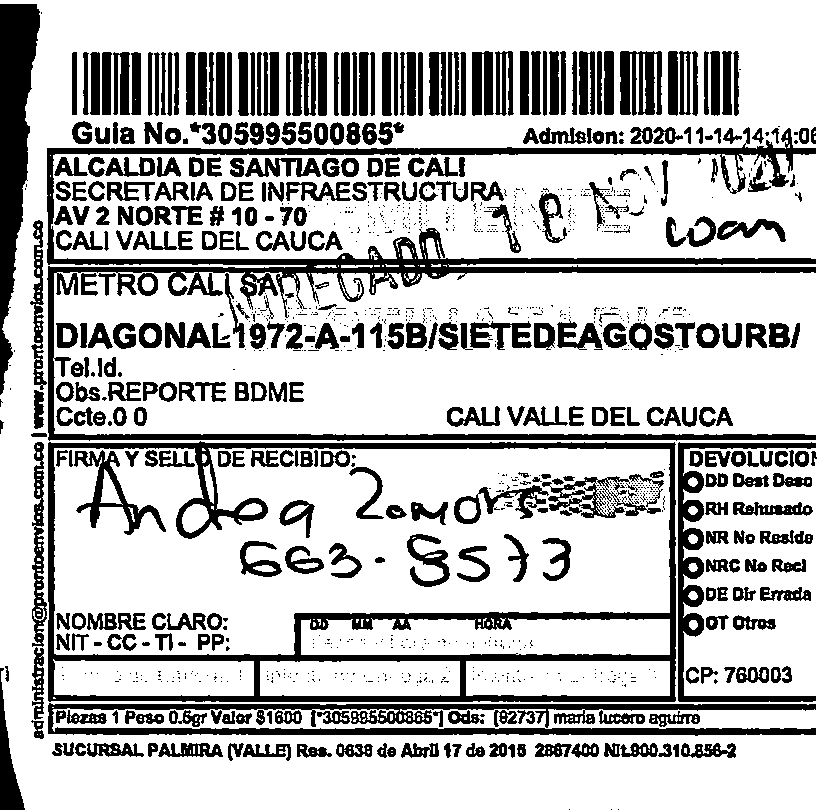 Guia No.*305995500865*
Admision: 2020-11-14-14:14:06
ALCALDIA DE SANTIAGO DE CALI
SECRETARIA DE INFRAESTRUCTURA
AV 2 NORTE # 10 - 70
CALI VALLE DEL CAUCA
18 NOV 2020
METRO CALI SA
DIAGONAL-1972-A-115B/SIETEDEAGOSTOURB/
Tel.Id.
Obs.REPORTE BDME
Ccte.0 0
CALI VALLE DEL CAUCA
FIRMA Y SELLO DE RECIBIDO:
Andrea Zamora
663-8573
NOMBRE CLARO:
NIT - CC - TI - PP:
DD MM AA HORA
DEVOLUCION
DD Dest Desc
RH Rehusado
NR No Reside
NRC No Recl
DE Dir Errada
OT Otros
CP: 760003
Piezas 1 Peso 0.5gr Valor $1600 [*305995500865*] Ods: [92737] maria lucero aguirre
SUCURSAL PALMIRA (VALLE) Res. 0638 de Abril 17 de 2015 2867400 Nit.900.310.856-2
administracion@prontoenvios.com.co | www.prontoenvios.com.co